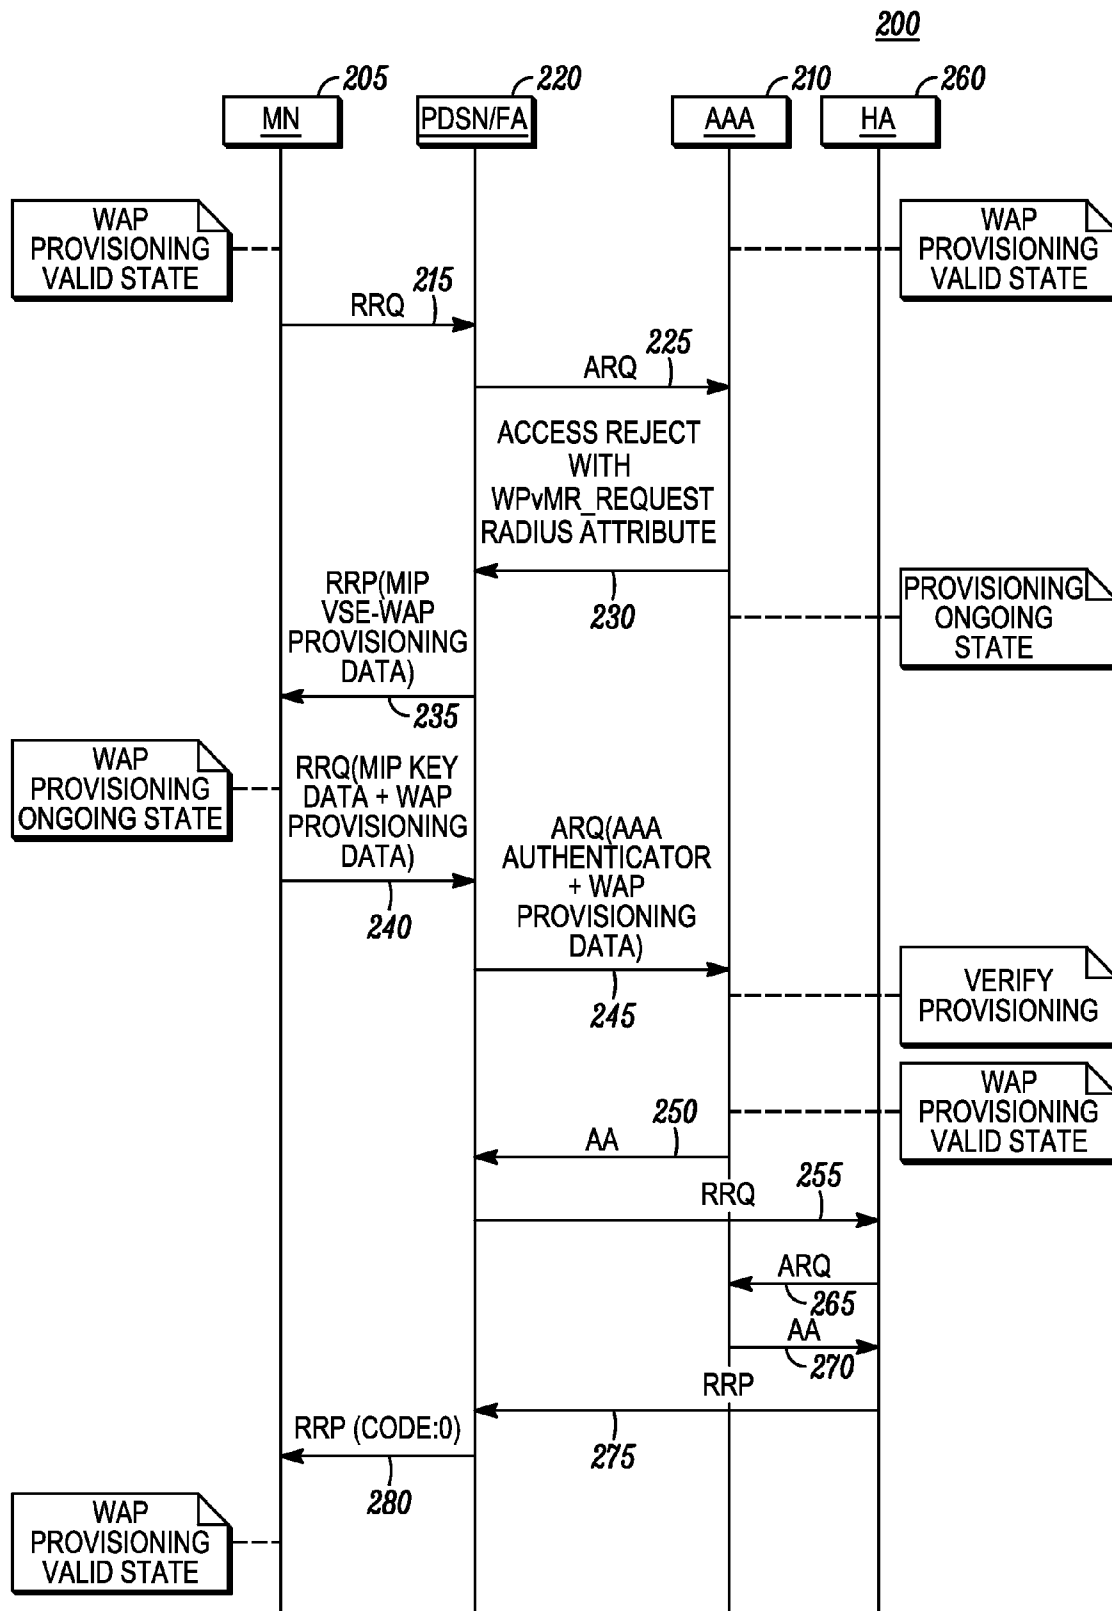 200
205
220
210
260
MN
PDSN/FA
AAA
HA
WAP
PROVISIONING
VALID STATE
WAP
PROVISIONING
VALID STATE
215
RRQ
225
ARQ
ACCESS REJECT
WITH
WPvMR_REQUEST
RADIUS ATTRIBUTE
230
RRP(MIP
VSE-WAP
PROVISIONING
DATA)
235
PROVISIONING
ONGOING
STATE
WAP
PROVISIONING
ONGOING STATE
RRQ(MIP KEY
DATA + WAP
PROVISIONING
DATA)
240
ARQ(AAA
AUTHENTICATOR
+ WAP
PROVISIONING
DATA)
245
VERIFY
PROVISIONING
WAP
PROVISIONING
VALID STATE
250
AA
RRQ
255
ARQ
265
AA
270
RRP
275
RRP (CODE:0)
280
WAP
PROVISIONING
VALID STATE